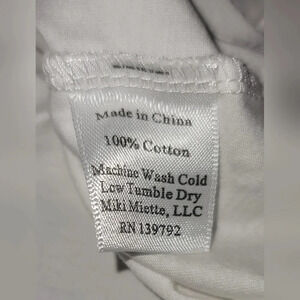 Made in China
100% Cotton
Machine Wash Cold
Low Tumble Dry
Miki Miette, LLC
RN 139792